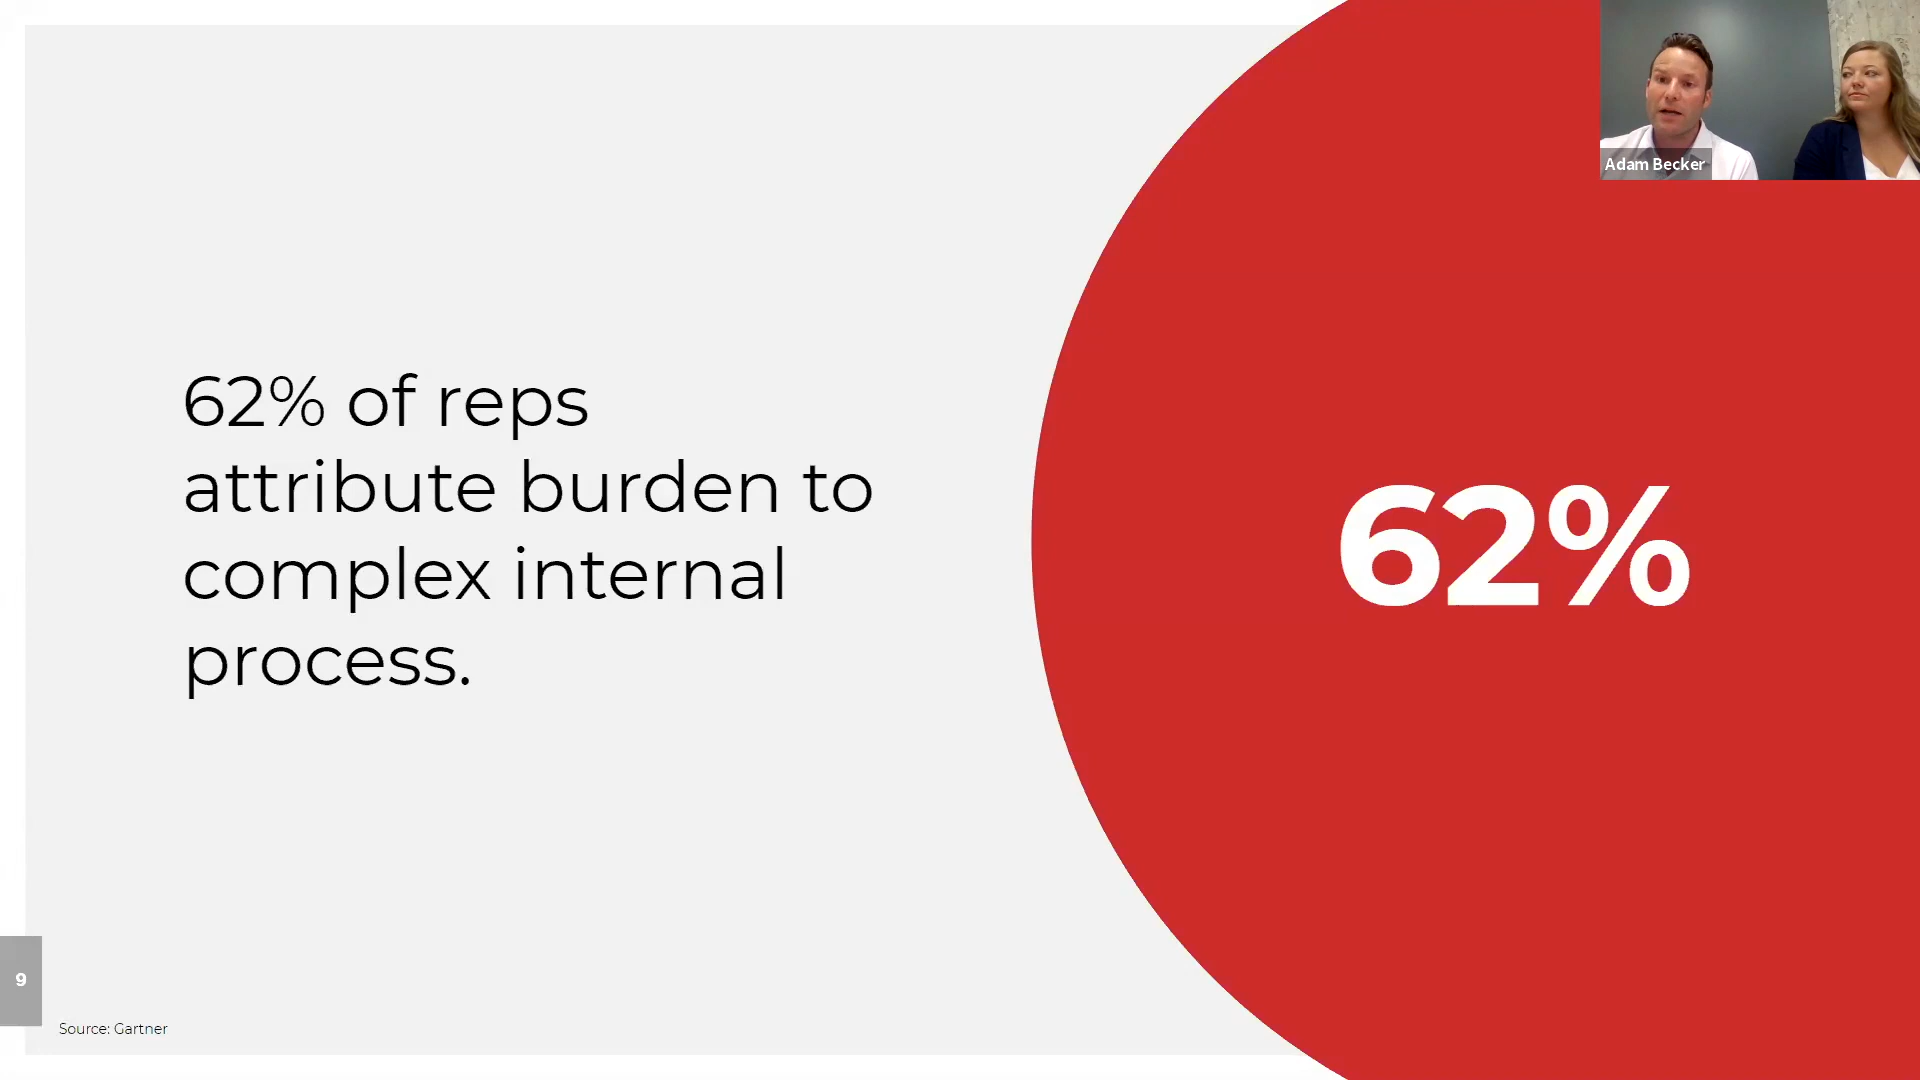 Adam Becker
62% of reps
attribute burden to
complex internal
process.
62%
9
Source: Gartner